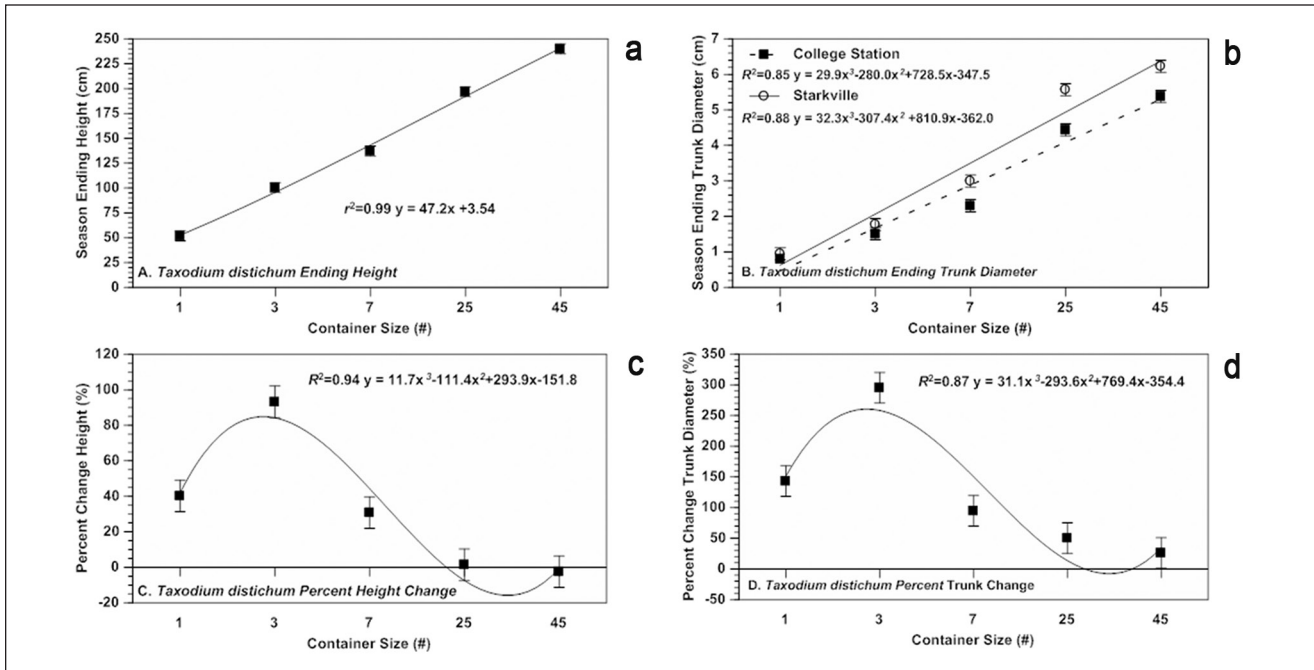 a
250
225
200
175
150
125
100
75
50
25
0
Season Ending Height (cm)
r²=0.99 y = 47.2x +3.54
A. Taxodium distichum Ending Height
1 3 7 25 45
Container Size (#)
b
7
6
5
4
3
2
1
0
Season Ending Trunk Diameter (cm)
College Station
R²=0.85 y = 29.9x³-280.0x²+728.5x-347.5
Starkville
R²=0.88 y = 32.3x³-307.4x² +810.9x-362.0
B. Taxodium distichum Ending Trunk Diameter
1 3 7 25 45
Container Size (#)
c
120
100
80
60
40
20
0
-20
Percent Change Height (%)
R²=0.94 y = 11.7x³-111.4x²+293.9x-151.8
C. Taxodium distichum Percent Height Change
1 3 7 25 45
Container Size (#)
d
350
300
250
200
150
100
50
0
-50
Percent Change Trunk Diameter (%)
R²=0.87 y = 31.1x³-293.6x²+769.4x-354.4
D. Taxodium distichum Percent Trunk Change
1 3 7 25 45
Container Size (#)